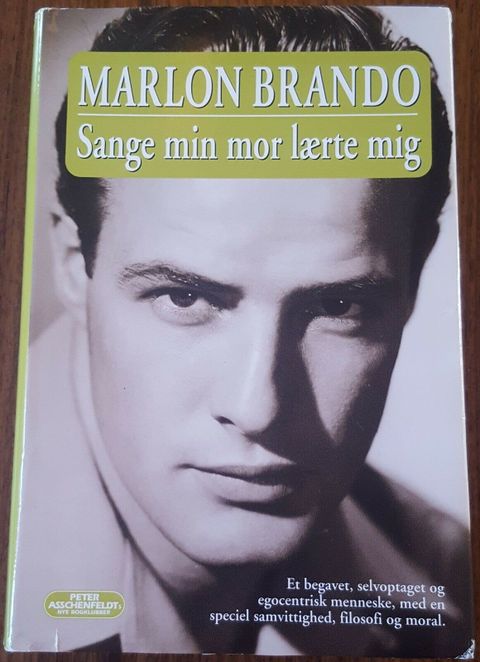 MARLON BRANDO
Sange min mor lærte mig
PETER
ASSCHENFELDTs
NYE BOGKLUBBER
Et begavet, selvoptaget og
egocentrisk menneske, med en
speciel samvittighed, filosofi og moral.